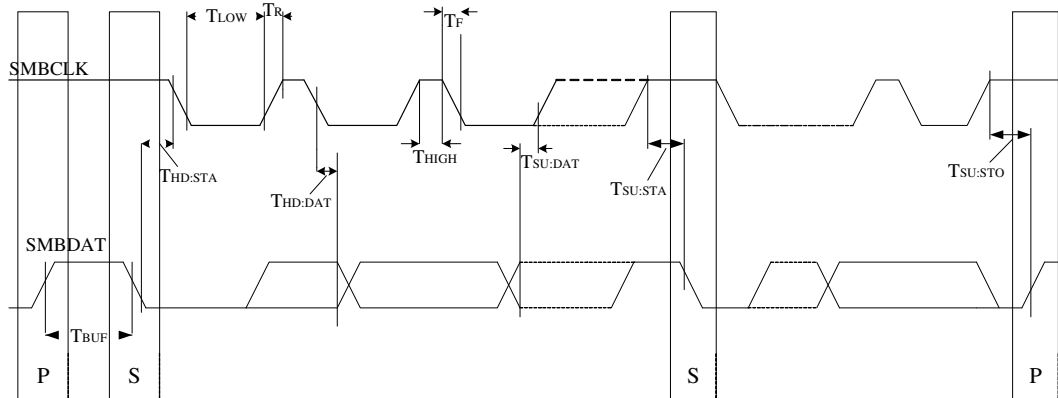 TLOW TR TF
SMBCLK
THD:STA THD:DAT THIGH TSU:DAT TSU:STA TSU:STO
SMBDAT
TBUF
P S S P